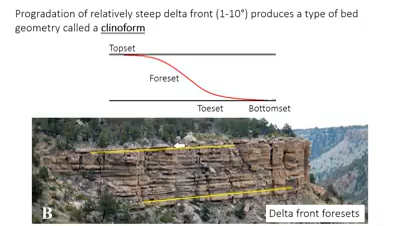 Progradation of relatively steep delta front (1-10°) produces a type of bed
geometry called a clinoform
Topset
Foreset
Toeset Bottomset
B
Delta front foresets